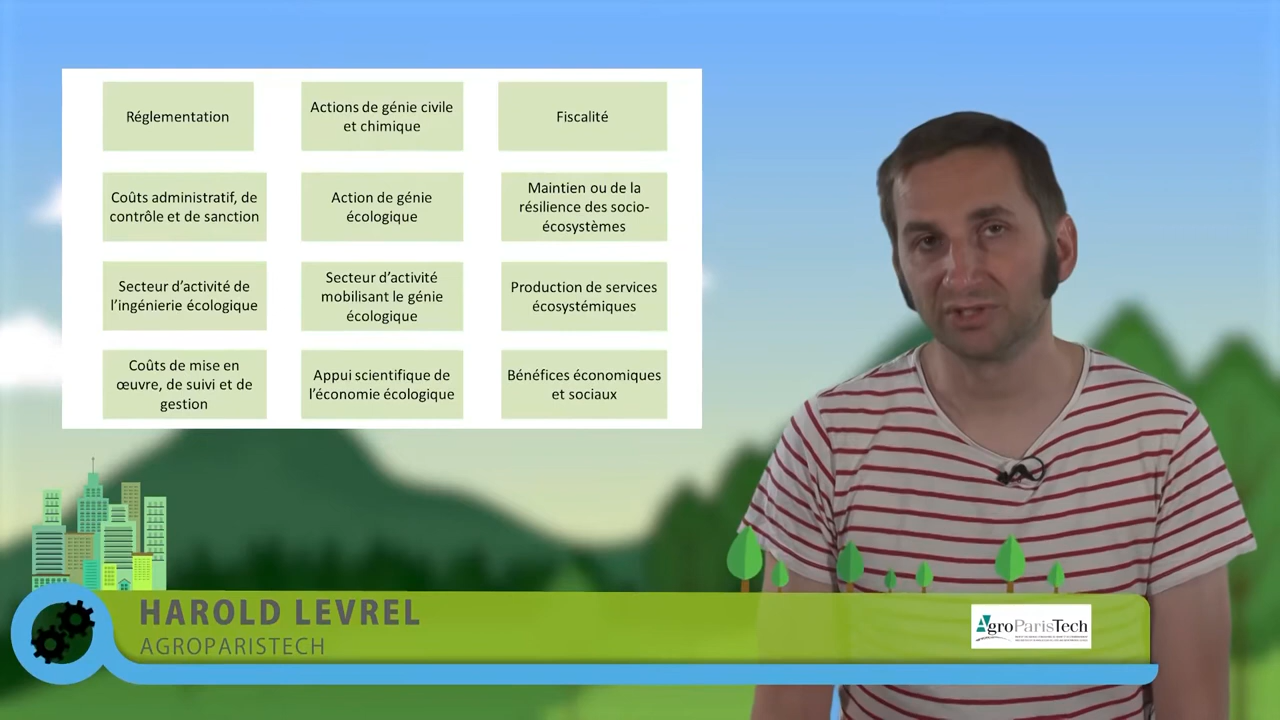 Réglementation
Actions de génie civile
et chimique
Fiscalité
Coûts administratif, de
contrôle et de sanction
Action de génie
écologique
Maintien ou de la
résilience des socio-
écosystèmes
Secteur d’activité de
l’ingénierie écologique
Secteur d’activité
mobilisant le génie
écologique
Production de services
écosystémiques
Coûts de mise en
œuvre, de suivi et de
gestion
Appui scientifique de
l’économie écologique
Bénéfices économiques
et sociaux
HAROLD LEVREL
AGROPARISTECH
AgroParisTech